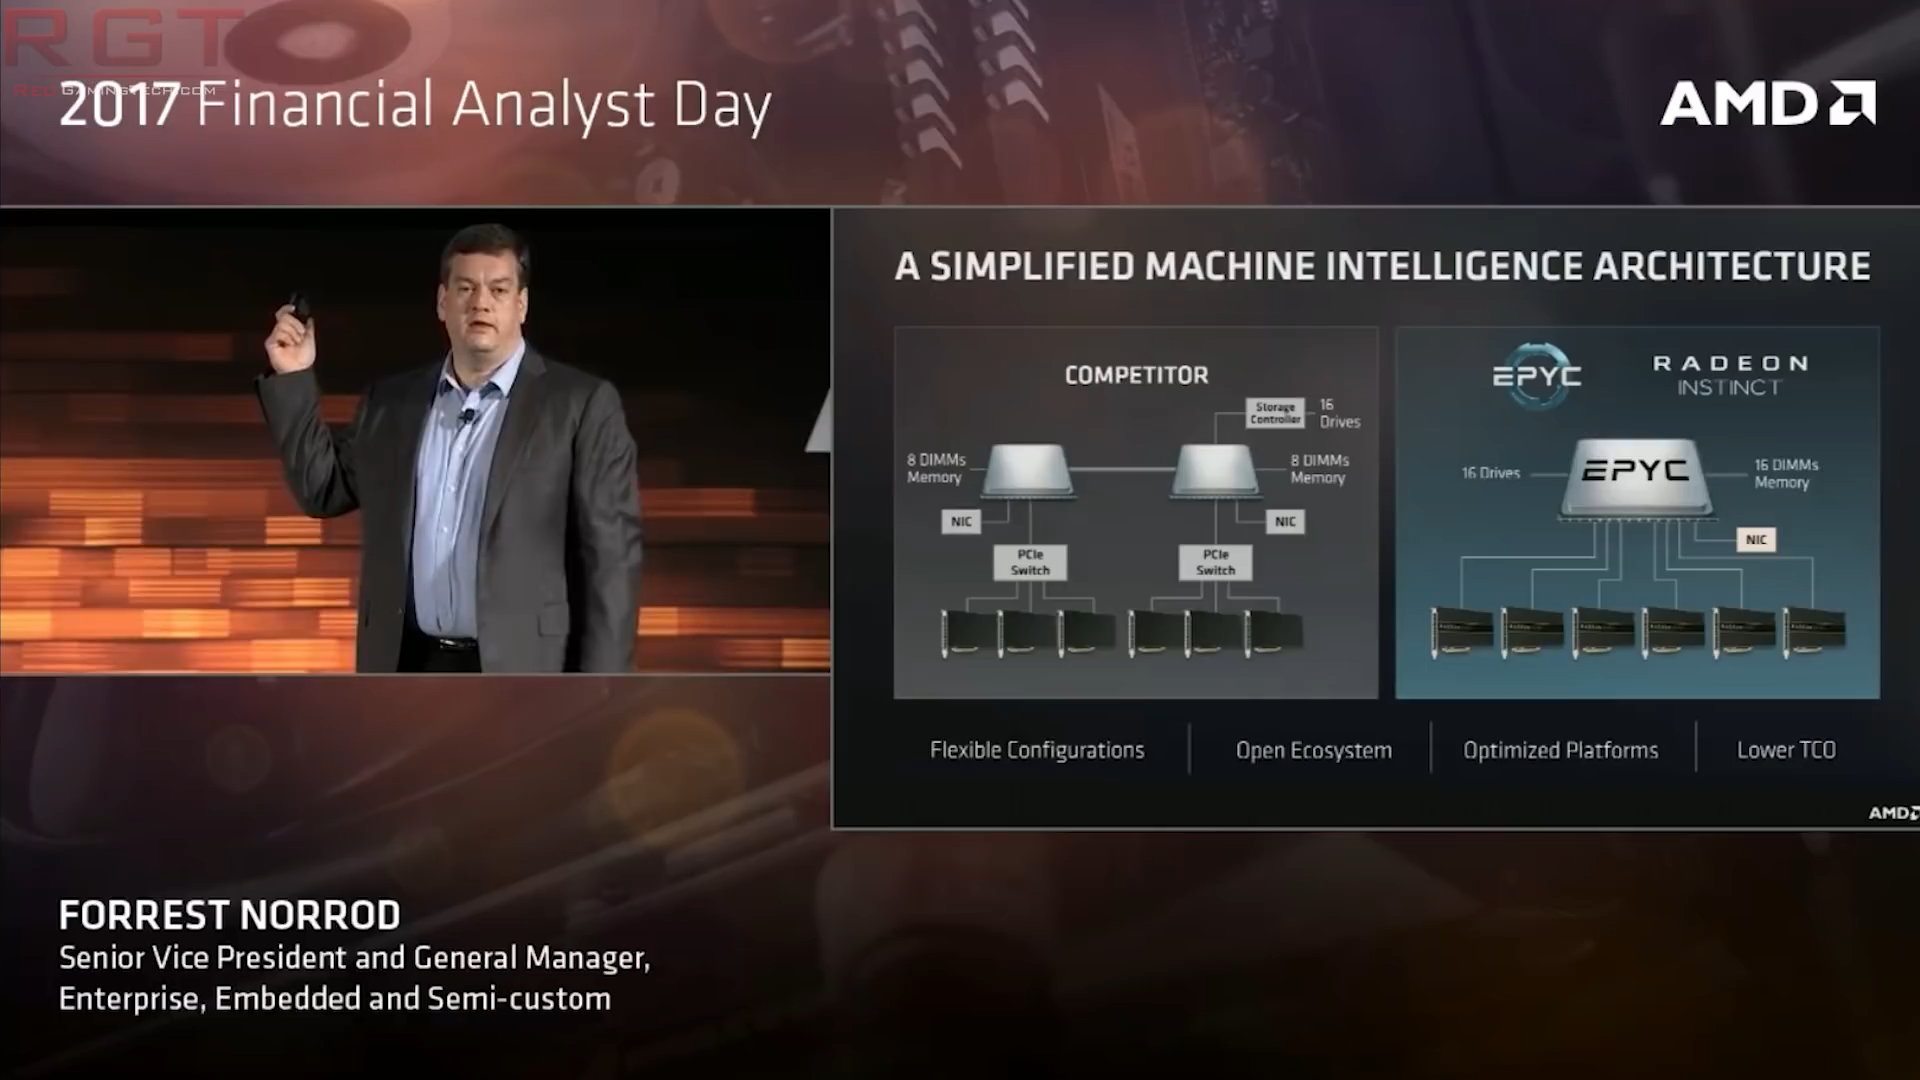 RGT
REDGAMINGTECH.COM
2017 Financial Analyst Day
AMD
A SIMPLIFIED MACHINE INTELLIGENCE ARCHITECTURE
COMPETITOR
Storage
Controller
16
Drives
8 DIMMs
Memory
8 DIMMs
Memory
NIC
NIC
PCIe
Switch
PCIe
Switch
EPYC
RADEON
INSTINCT
16 Drives
EPYC
16 DIMMs
Memory
NIC
Flexible Configurations
Open Ecosystem
Optimized Platforms
Lower TCO
AMD
FORREST NORROD
Senior Vice President and General Manager,
Enterprise, Embedded and Semi-custom